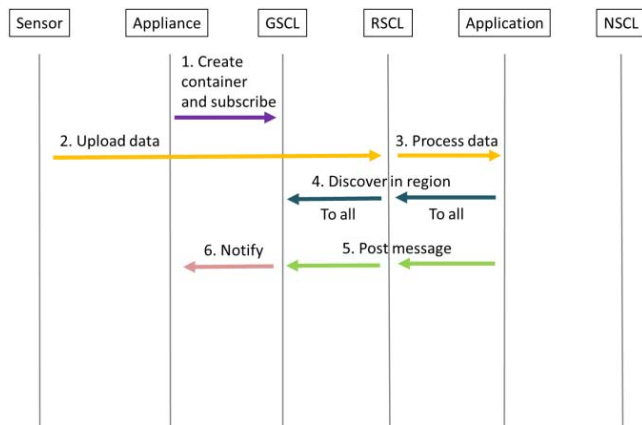 Sensor
Appliance
GSCL
RSCL
Application
NSCL
1. Create
container
and subscribe
2. Upload data
3. Process data
4. Discover in region
To all
To all
6. Notify
5. Post message